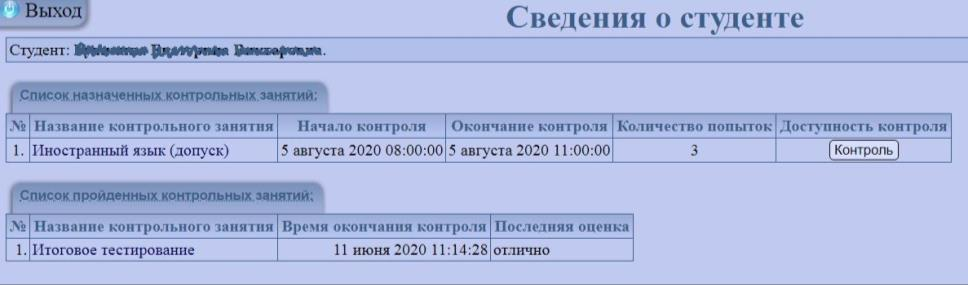 Выход
Сведения о студенте
Студент:
Список назначенных контрольных занятий:
№ Название контрольного занятия Начало контроля Окончание контроля Количество попыток Доступность контроля
1. Иностранный язык (допуск) 5 августа 2020 08:00:00 5 августа 2020 11:00:00 3 Контроль
Список пройденных контрольных занятий:
№ Название контрольного занятия Время окончания контроля Последняя оценка
1. Итоговое тестирование 11 июня 2020 11:14:28 отлично